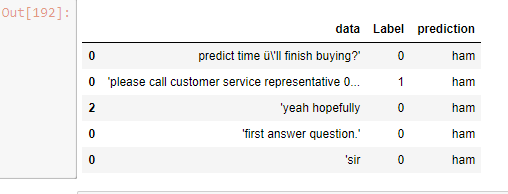 Out[192]:
data Label prediction
0 predict time ü\'ll finish buying?' 0 ham
0 'please call customer service representative 0... 1 ham
2 'yeah hopefully 0 ham
0 'first answer question.' 0 ham
0 'sir 0 ham